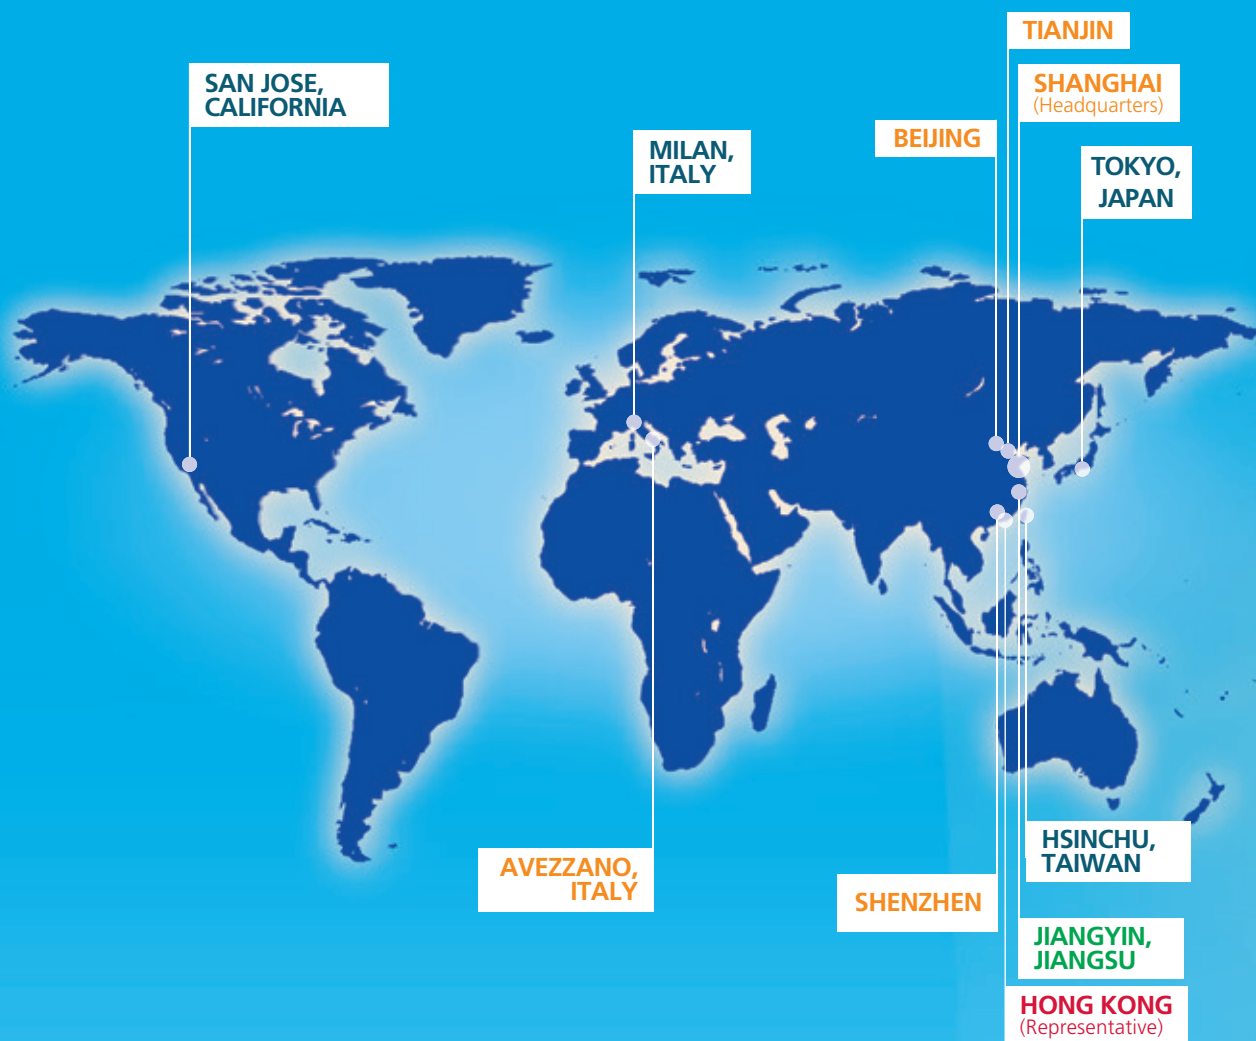 TIANJIN
SAN JOSE,
CALIFORNIA
SHANGHAI
(Headquarters)
BEIJING
MILAN,
ITALY
TOKYO,
JAPAN
HSINCHU,
TAIWAN
AVEZZANO,
ITALY
SHENZHEN
JIANGYIN,
JIANGSU
HONG KONG
(Representative)